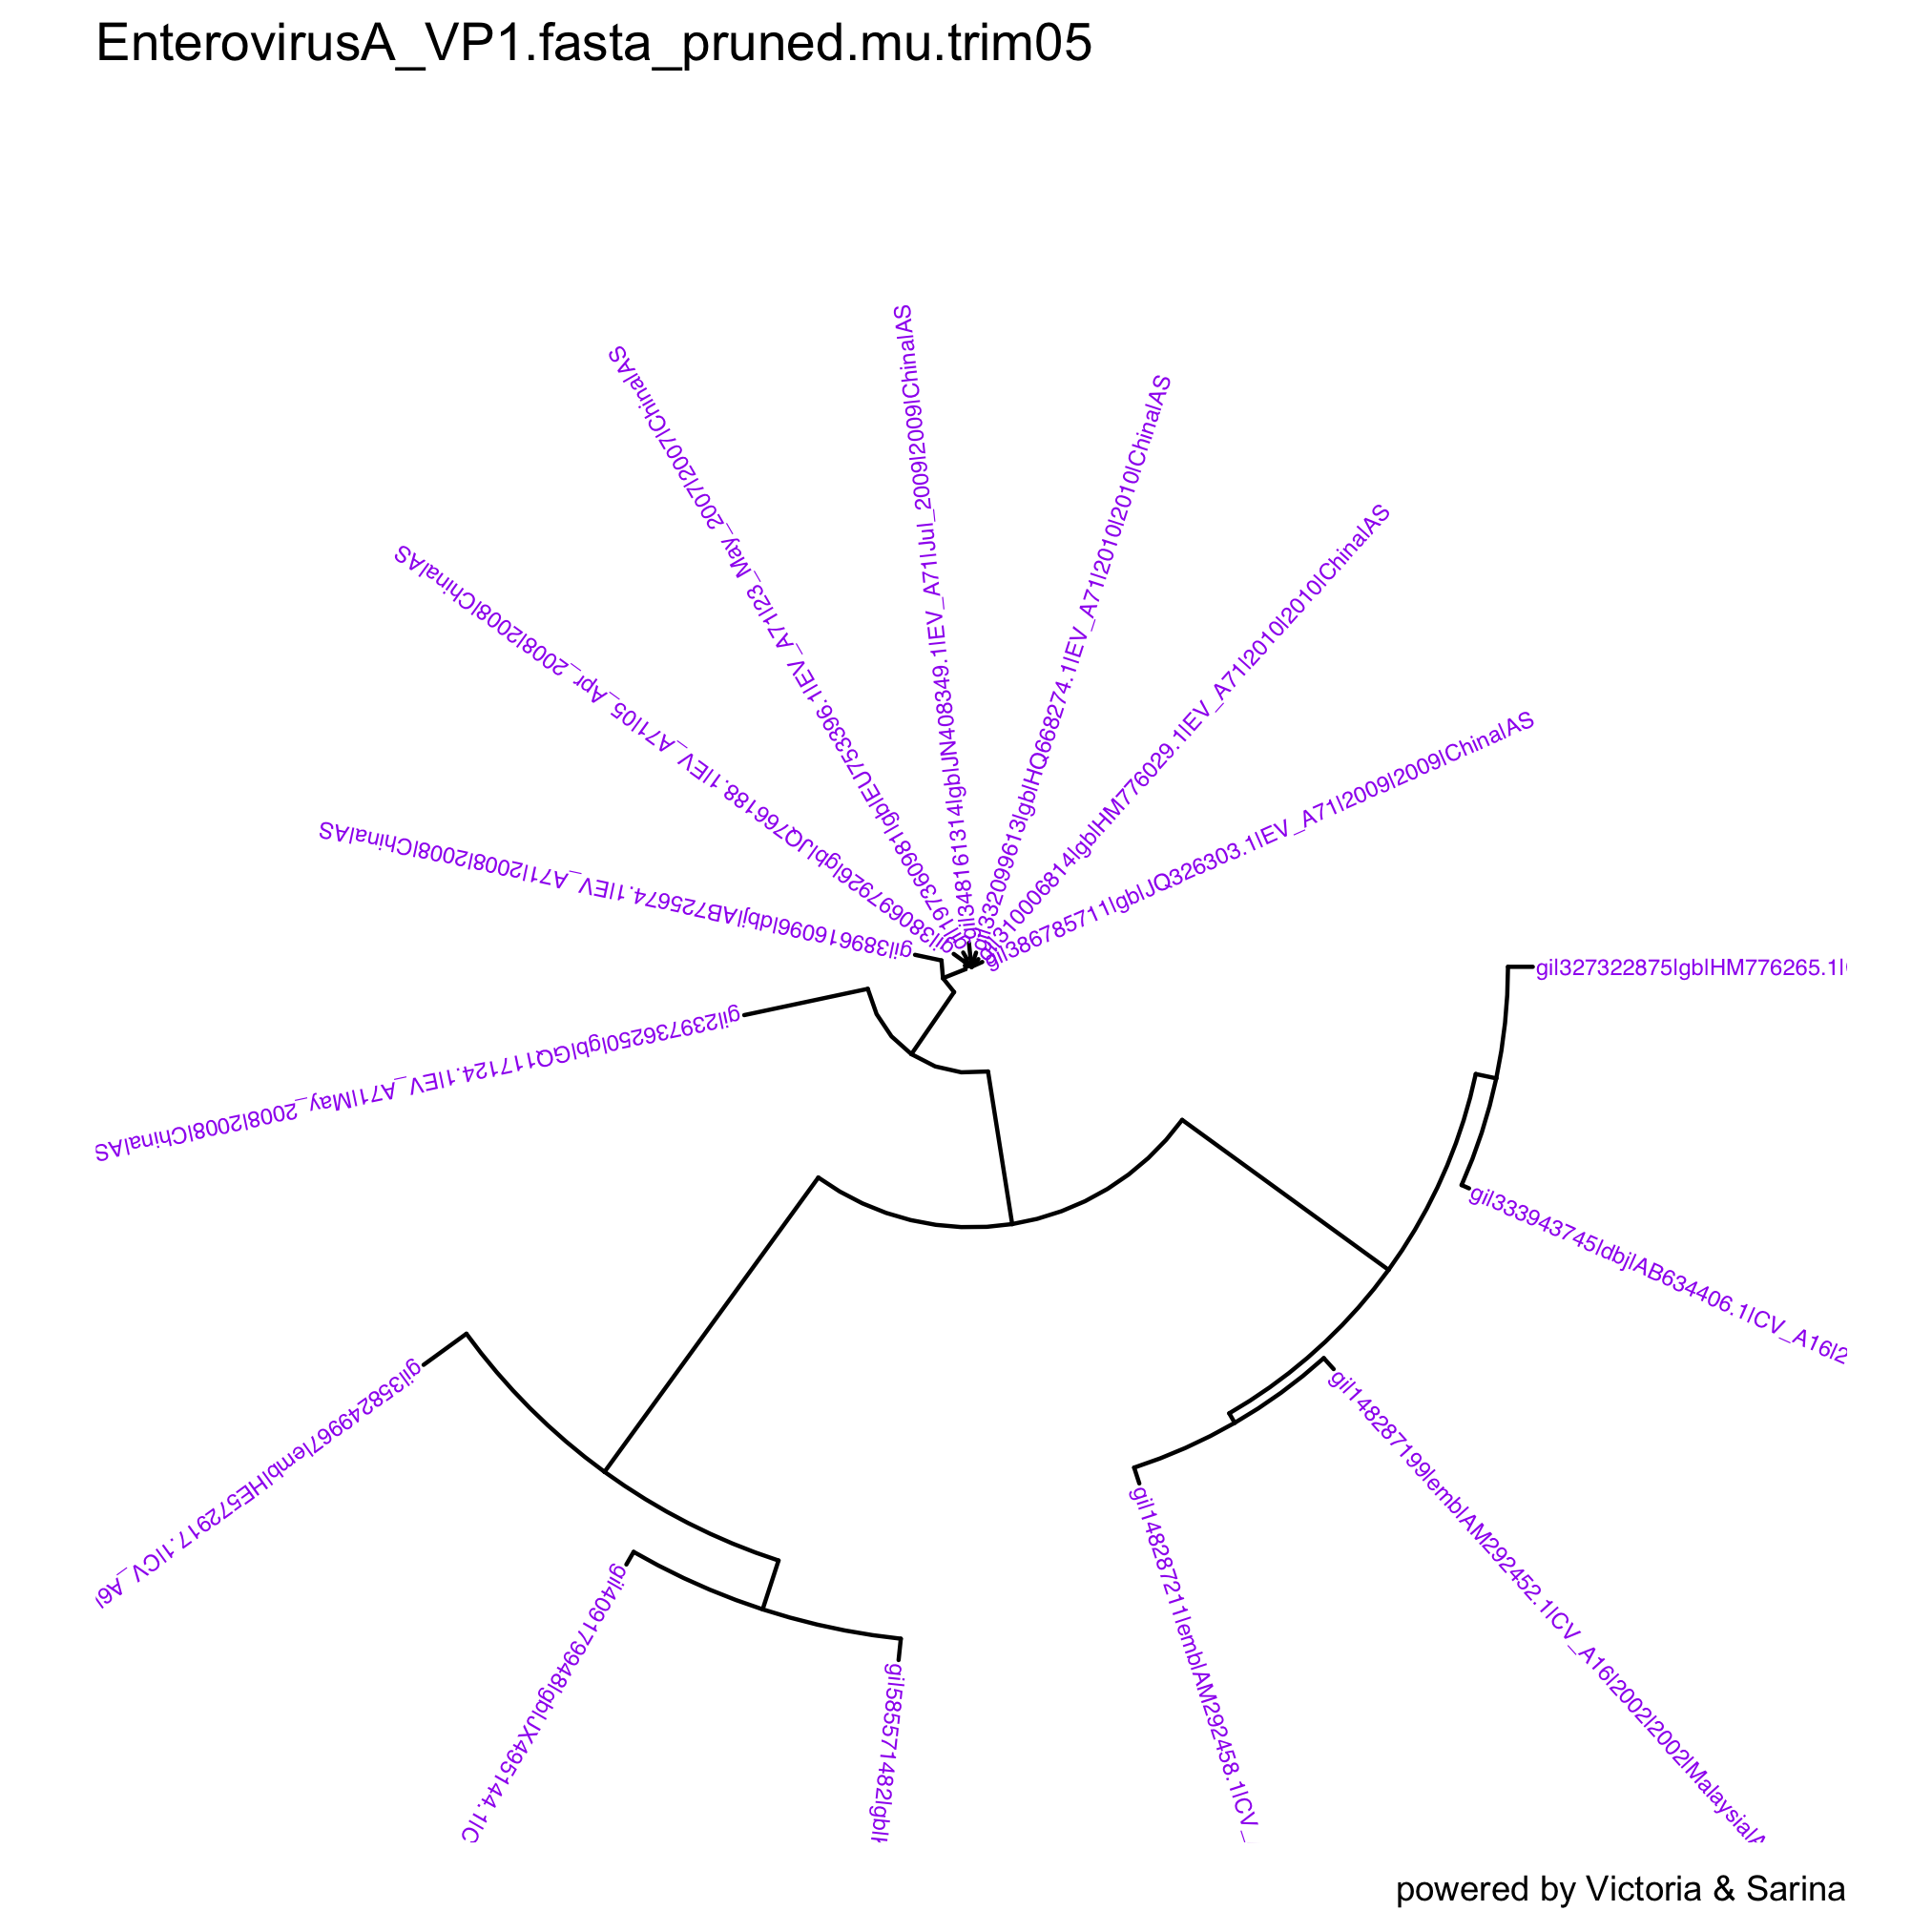 EnterovirusA_VP1.fasta_pruned.mu.trim05
gi|348161314|gb|JN408349.1|EV_A71|Jul_2009|2009|China|AS
gi|197360981|gb|EU753396.1|EV_A71|23_May_2007|2007|China|AS
gi|332099613|gb|HQ668274.1|EV_A71|2010|2010|China|AS
gi|310006814|gb|HM776029.1|EV_A71|2010|2010|China|AS
gi|380697926|gb|JQ766188.1|EV_A71|05_Apr_2008|2008|China|AS
gi|386785711|gb|JQ326303.1|EV_A71|2009|2009|China|AS
gi|389616096|dbj|AB725674.1|EV_A71|2008|2008|China|AS
gi|327322875|gb|HM776265.1|
gi|239736250|gb|GQ117124.1|EV_A71|May_2008|2008|China|AS
gi|333943745|dbj|AB634406.1|CV_A16|2
gi|358249967|emb|HE572917.1|CV_A6|
gi|148287199|emb|AM292452.1|CV_A16|2002|2002|Malaysia|A
gi|148287211|emb|AM292458.1|CV_
gi|409179948|gb|JX495144.1|C
gi|585571482|gb|
powered by Victoria & Sarina